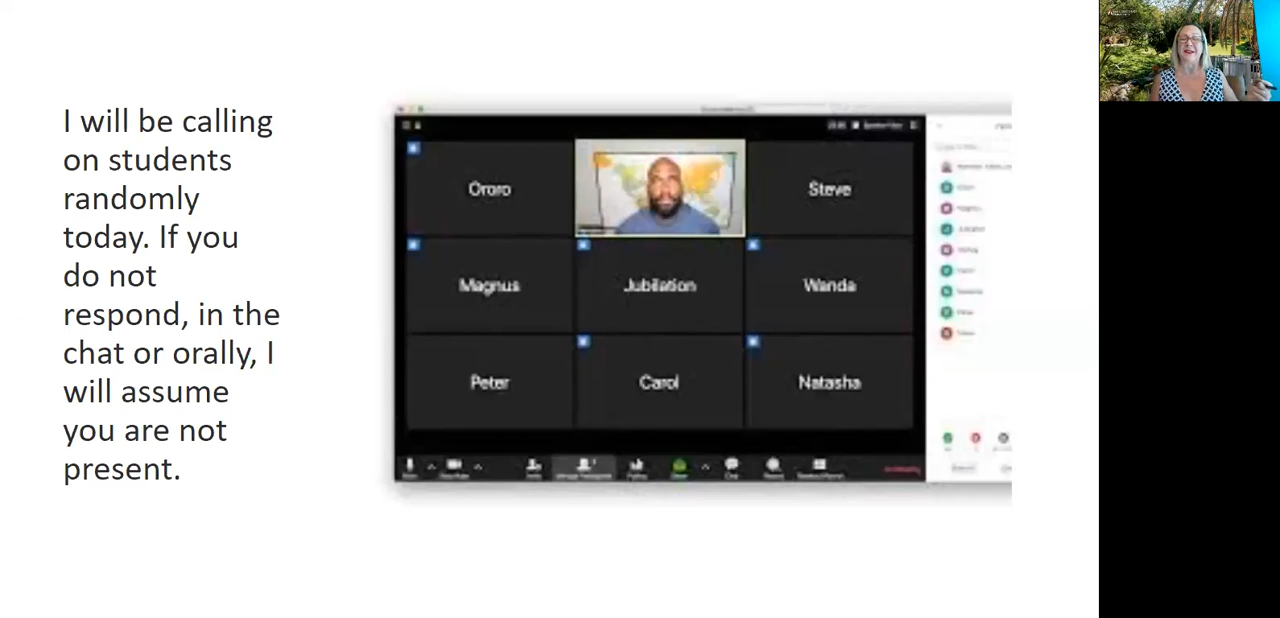 I will be calling
on students
randomly
today. If you
do not
respond, in the
chat or orally, I
will assume
you are not
present.
Ororo
Steve
Magnus
Jubilation
Wanda
Peter
Carol
Natasha